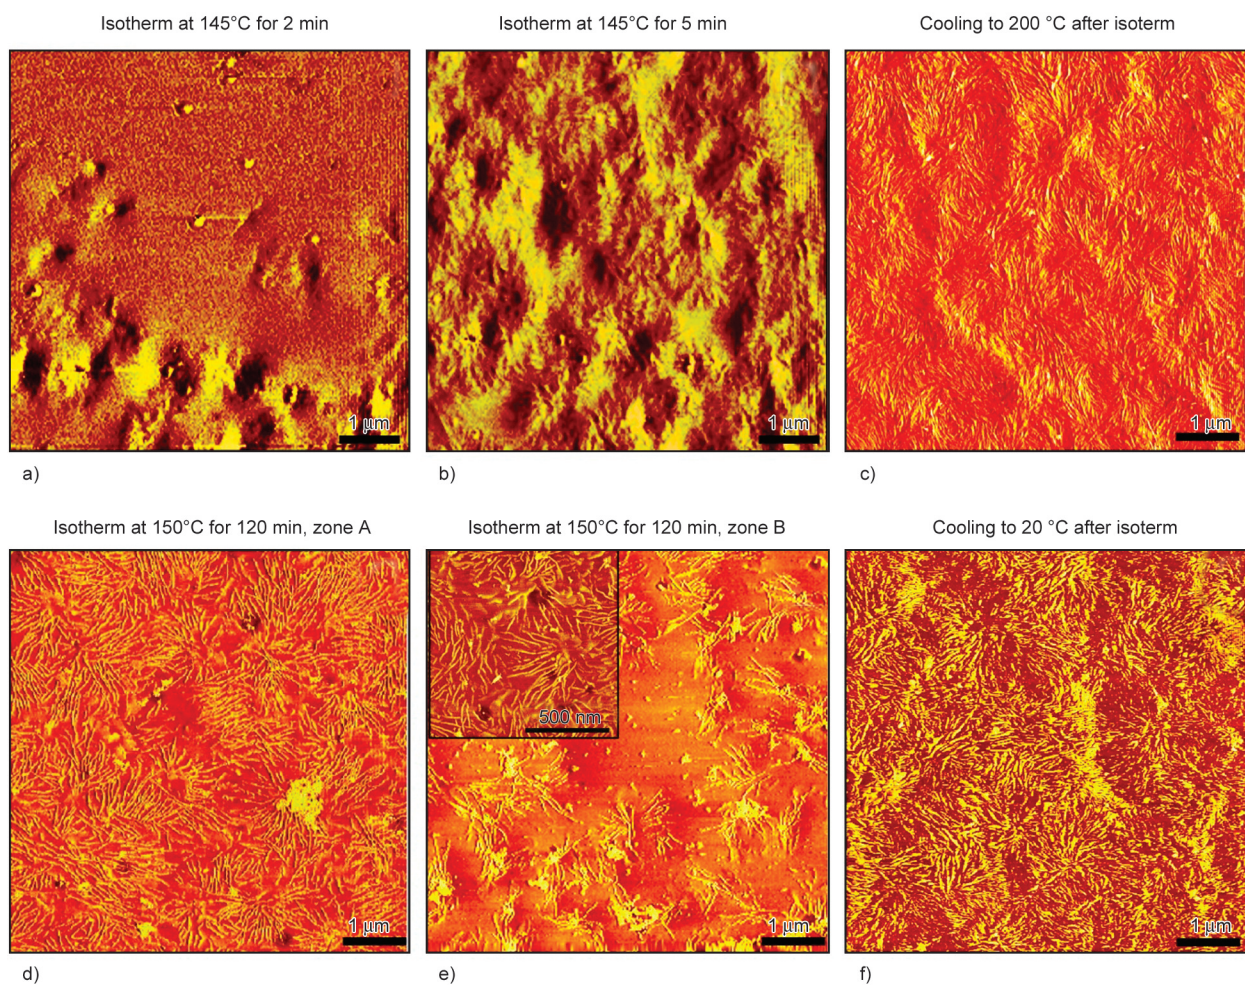 Isotherm at 145°C for 2 min
Isotherm at 145°C for 5 min
Cooling to 200 °C after isoterm
1 µm
1 µm
1 µm
a)
b)
c)
Isotherm at 150°C for 120 min, zone A
Isotherm at 150°C for 120 min, zone B
Cooling to 20 °C after isoterm
500 nm
1 µm
1 µm
1 µm
d)
e)
f)